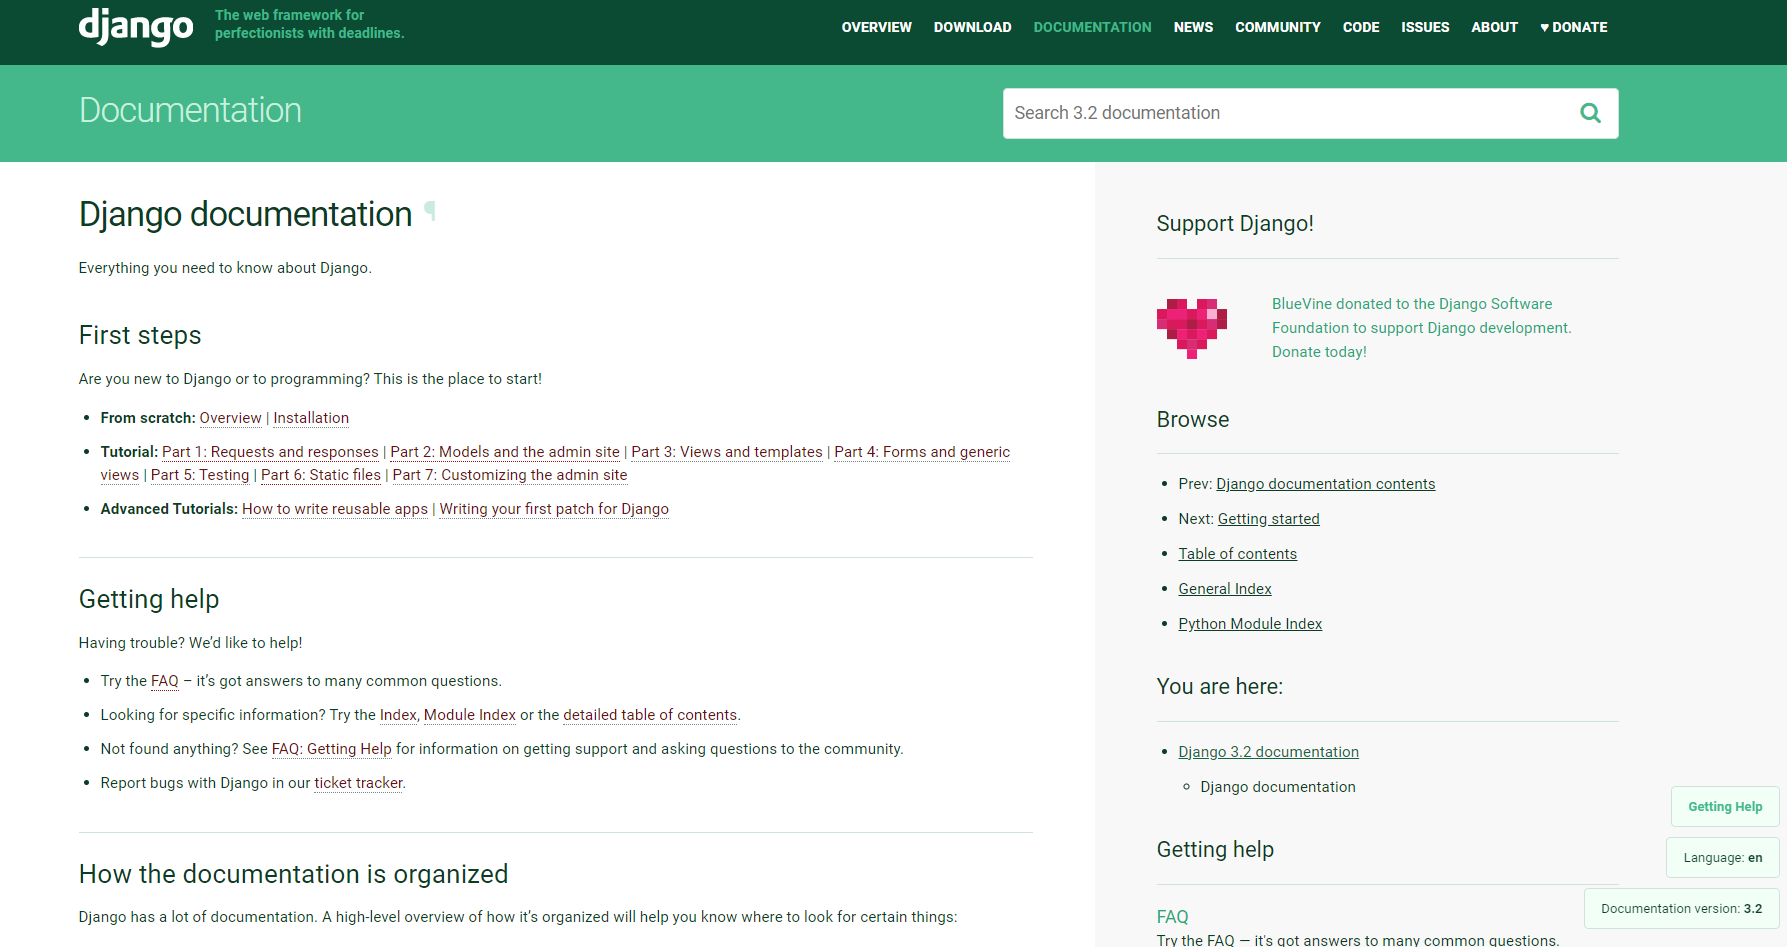 django
The web framework for
perfectionists with deadlines.
OVERVIEW DOWNLOAD DOCUMENTATION NEWS COMMUNITY CODE ISSUES ABOUT ♥ DONATE
Documentation
Search 3.2 documentation
Django documentation ¶
Everything you need to know about Django.
First steps
Are you new to Django or to programming? This is the place to start!
• From scratch: Overview | Installation
• Tutorial: Part 1: Requests and responses | Part 2: Models and the admin site | Part 3: Views and templates | Part 4: Forms and generic
views | Part 5: Testing | Part 6: Static files | Part 7: Customizing the admin site
• Advanced Tutorials: How to write reusable apps | Writing your first patch for Django
Getting help
Having trouble? We’d like to help!
• Try the FAQ – it’s got answers to many common questions.
• Looking for specific information? Try the Index, Module Index or the detailed table of contents.
• Not found anything? See FAQ: Getting Help for information on getting support and asking questions to the community.
• Report bugs with Django in our ticket tracker.
How the documentation is organized
Django has a lot of documentation. A high-level overview of how it’s organized will help you know where to look for certain things:
Support Django!
BlueVine donated to the Django Software
Foundation to support Django development.
Donate today!
Browse
• Prev: Django documentation contents
• Next: Getting started
• Table of contents
• General Index
• Python Module Index
You are here:
• Django 3.2 documentation
◦ Django documentation
Getting help
FAQ
Try the FAQ — it's got answers to many common questions.
Getting Help
Language: en
Documentation version: 3.2